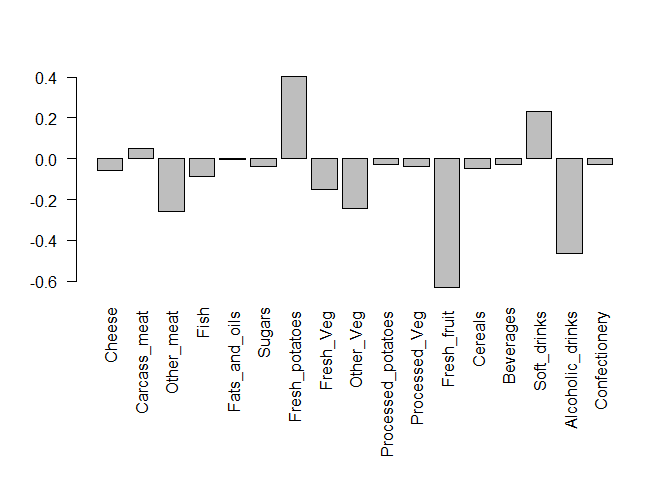 0.4
0.2
0.0
-0.2
-0.4
-0.6
Cheese
Carcass_meat
Other_meat
Fish
Fats_and_oils
Sugars
Fresh_potatoes
Fresh_Veg
Other_Veg
Processed_potatoes
Processed_Veg
Fresh_fruit
Cereals
Beverages
Soft_drinks
Alcoholic_drinks
Confectionery